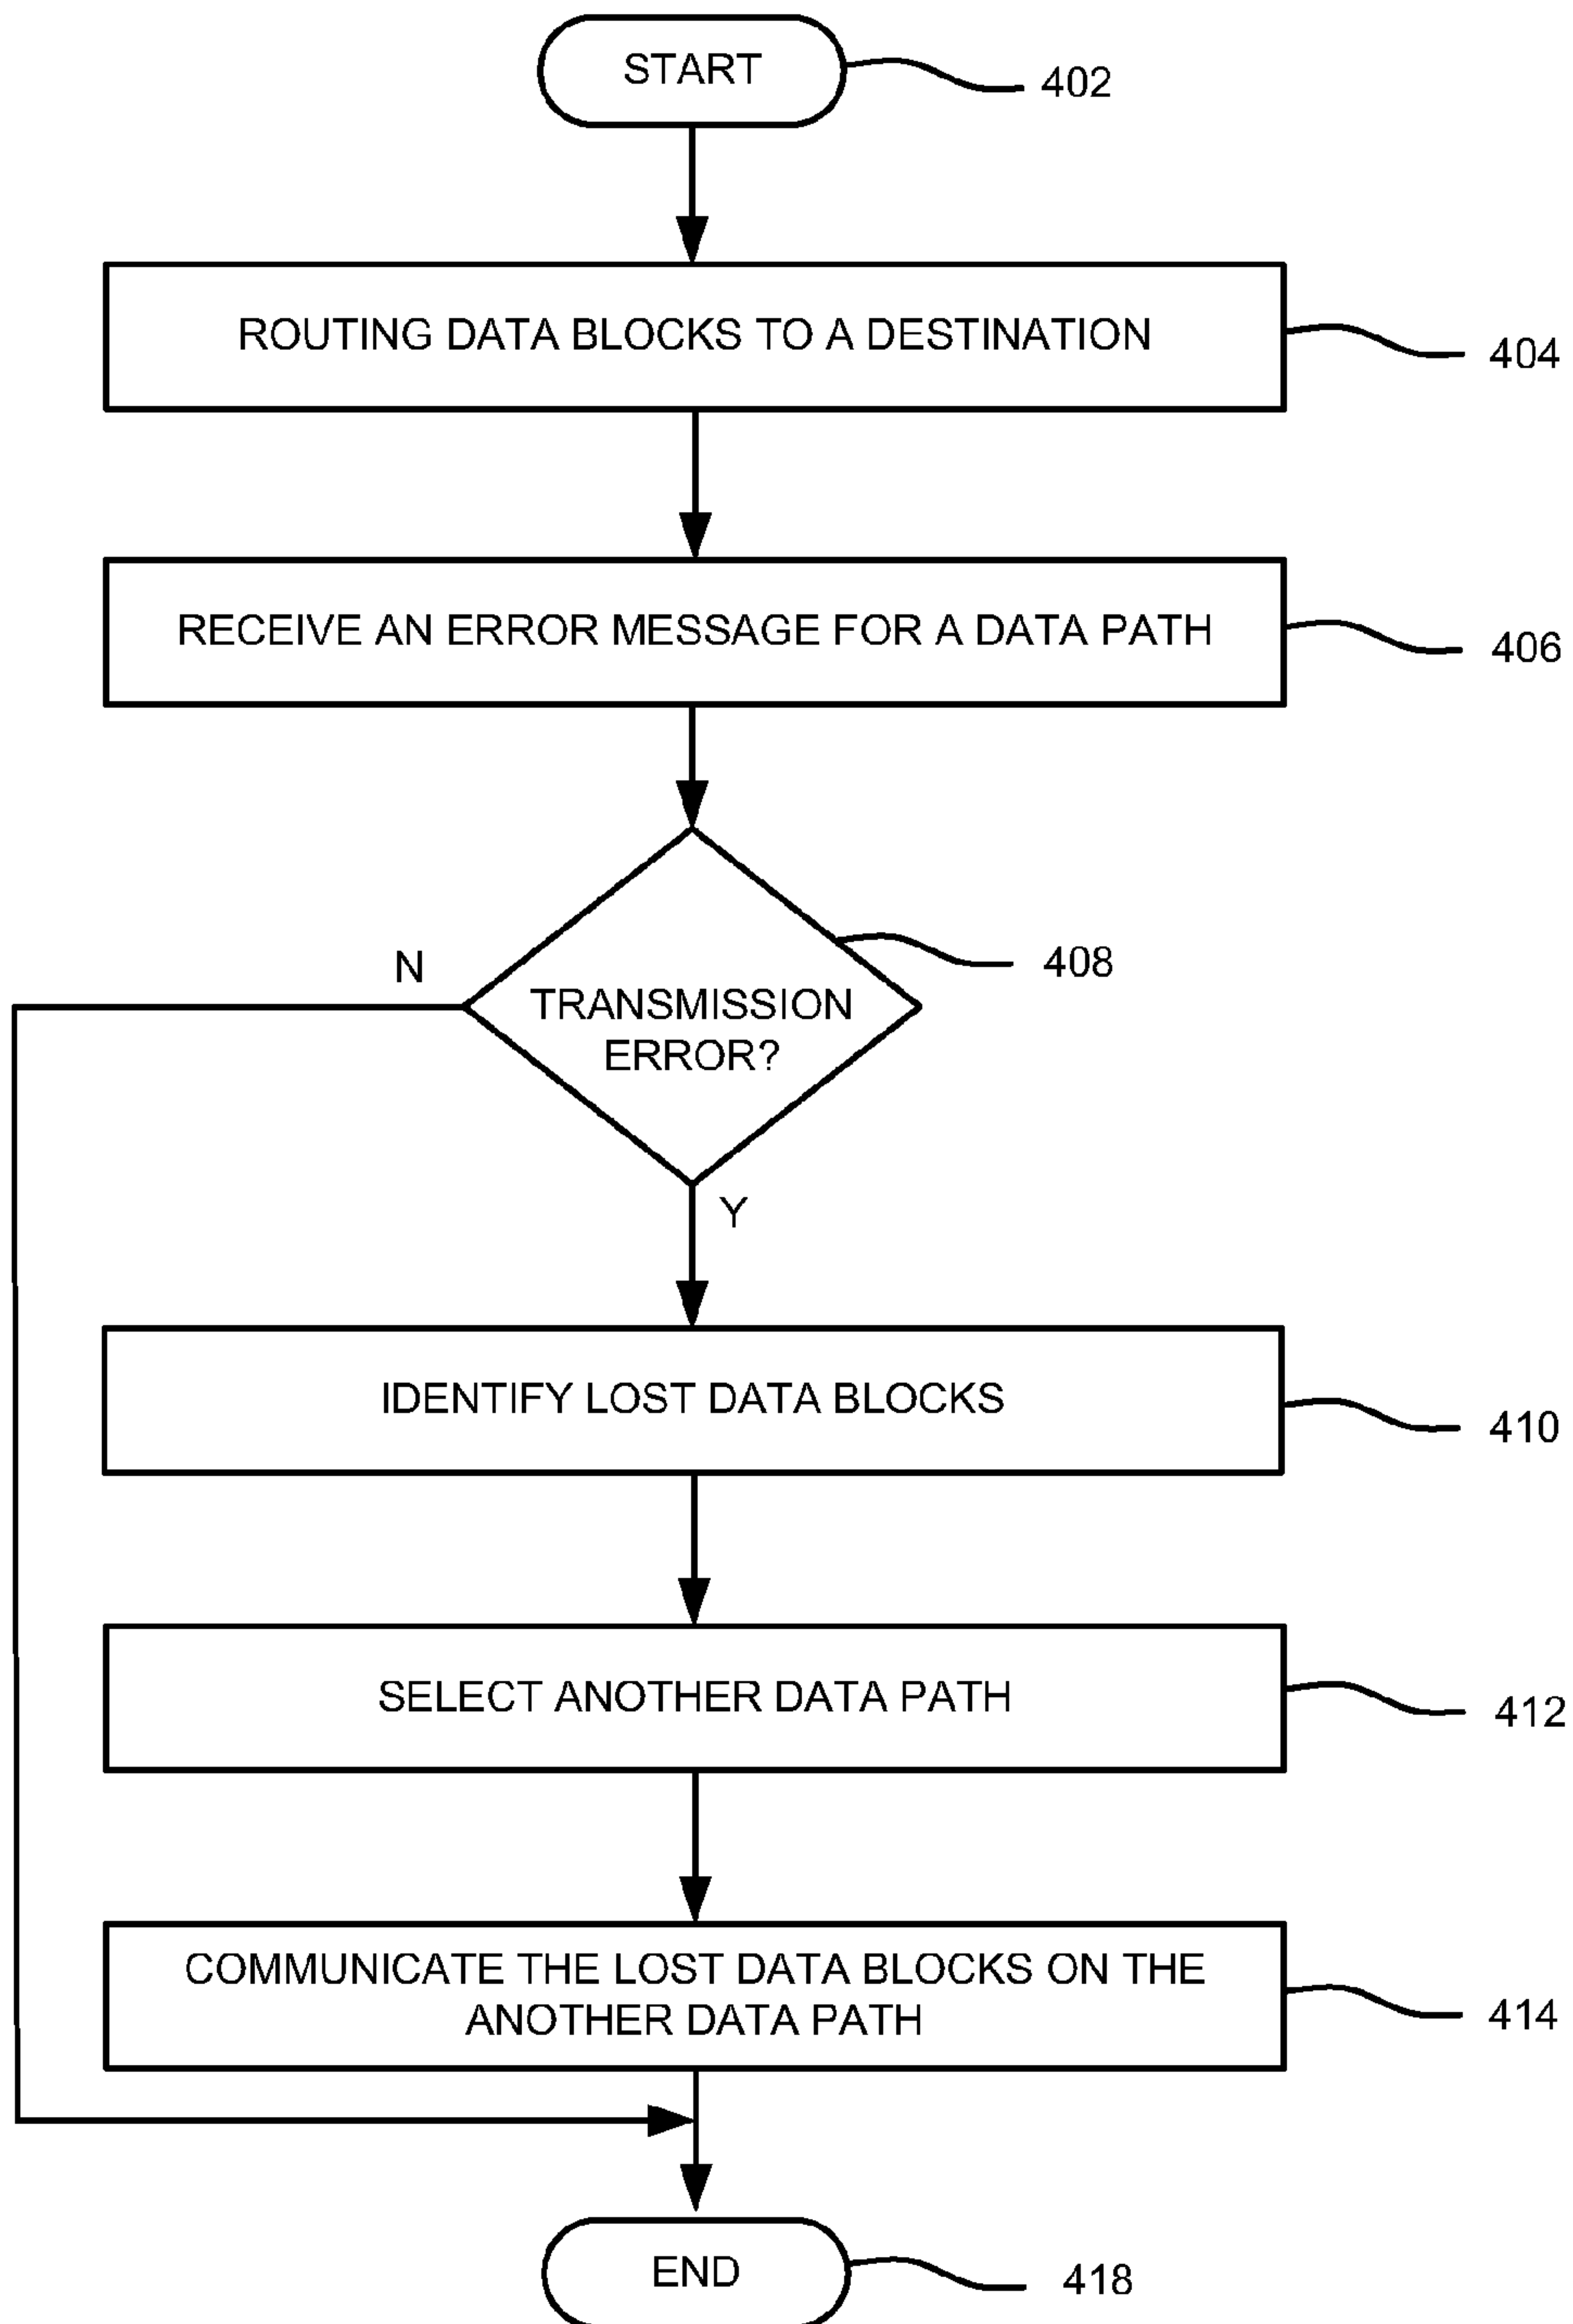 START
402
ROUTING DATA BLOCKS TO A DESTINATION
404
RECEIVE AN ERROR MESSAGE FOR A DATA PATH
406
N
408
TRANSMISSION
ERROR?
Y
IDENTIFY LOST DATA BLOCKS
410
SELECT ANOTHER DATA PATH
412
COMMUNICATE THE LOST DATA BLOCKS ON THE
ANOTHER DATA PATH
414
END
418